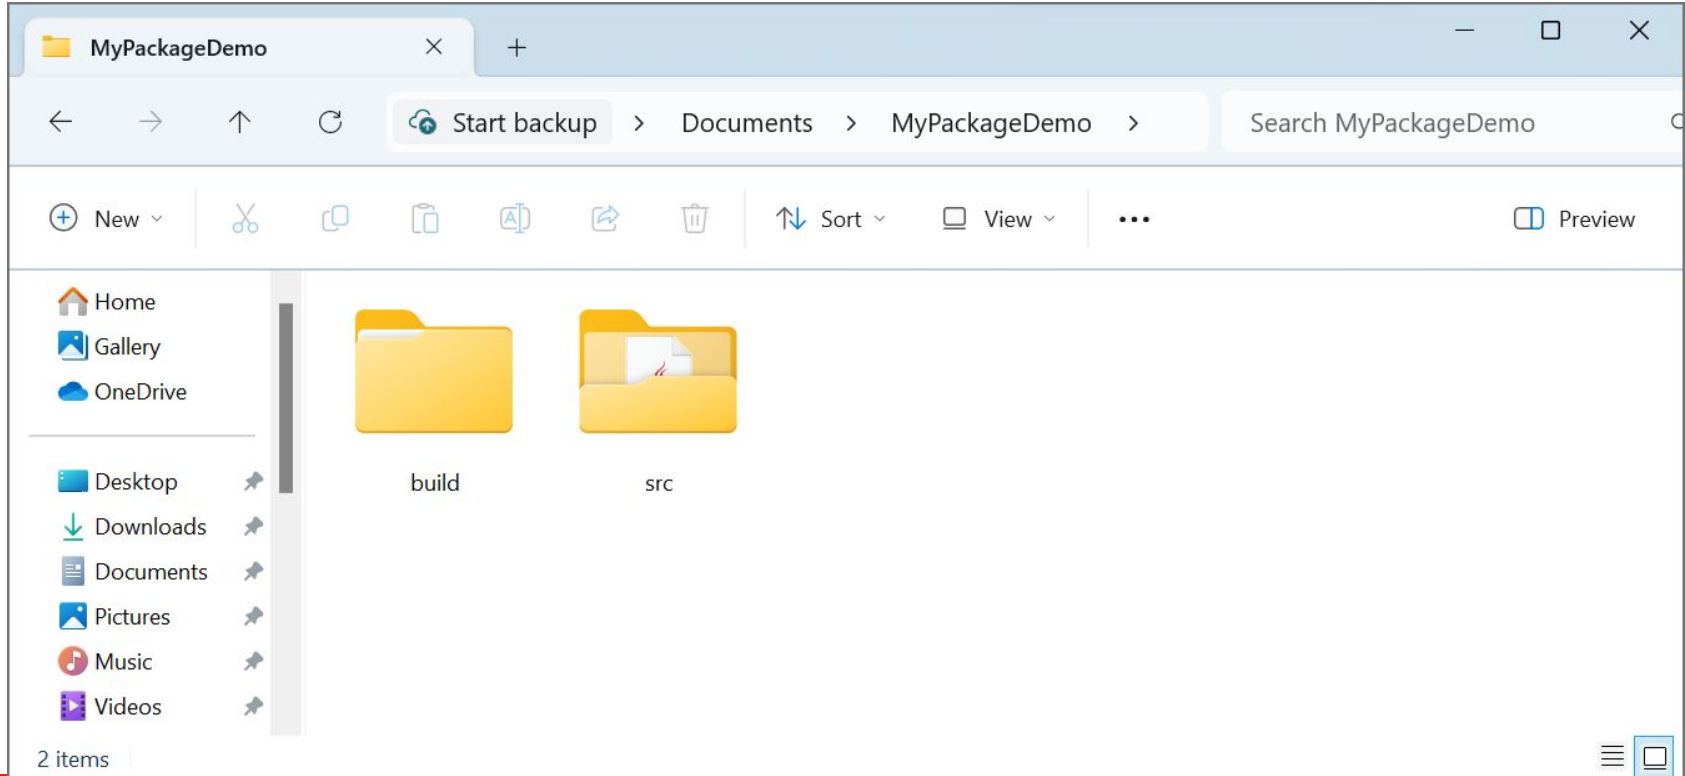 MyPackageDemo
Start backup > Documents > MyPackageDemo >
Search MyPackageDemo
New
Sort
View
Preview
Home
Gallery
OneDrive
Desktop
Downloads
Documents
Pictures
Music
Videos
build
src
2 items